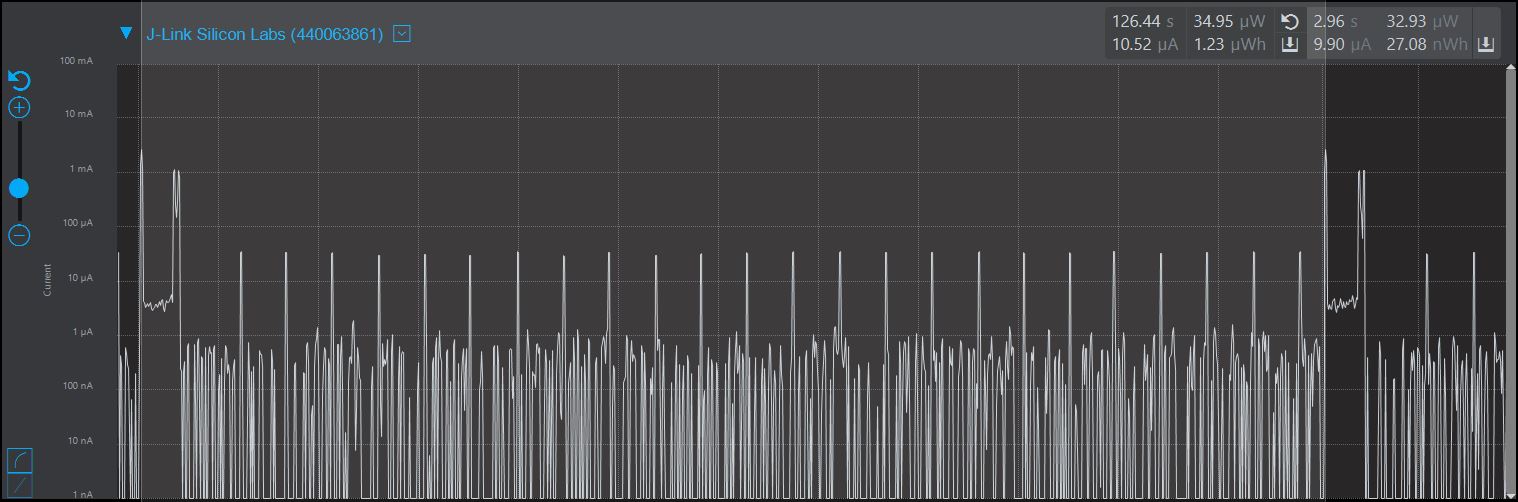 J-Link Silicon Labs (440063861)
126.44 s 34.95 µW 2.96 s 32.93 µW
10.52 µA 1.23 µWh 9.90 µA 27.08 nWh
100 mA
10 mA
1 mA
100 µA
10 µA
1 µA
100 nA
10 nA
1 nA
Current